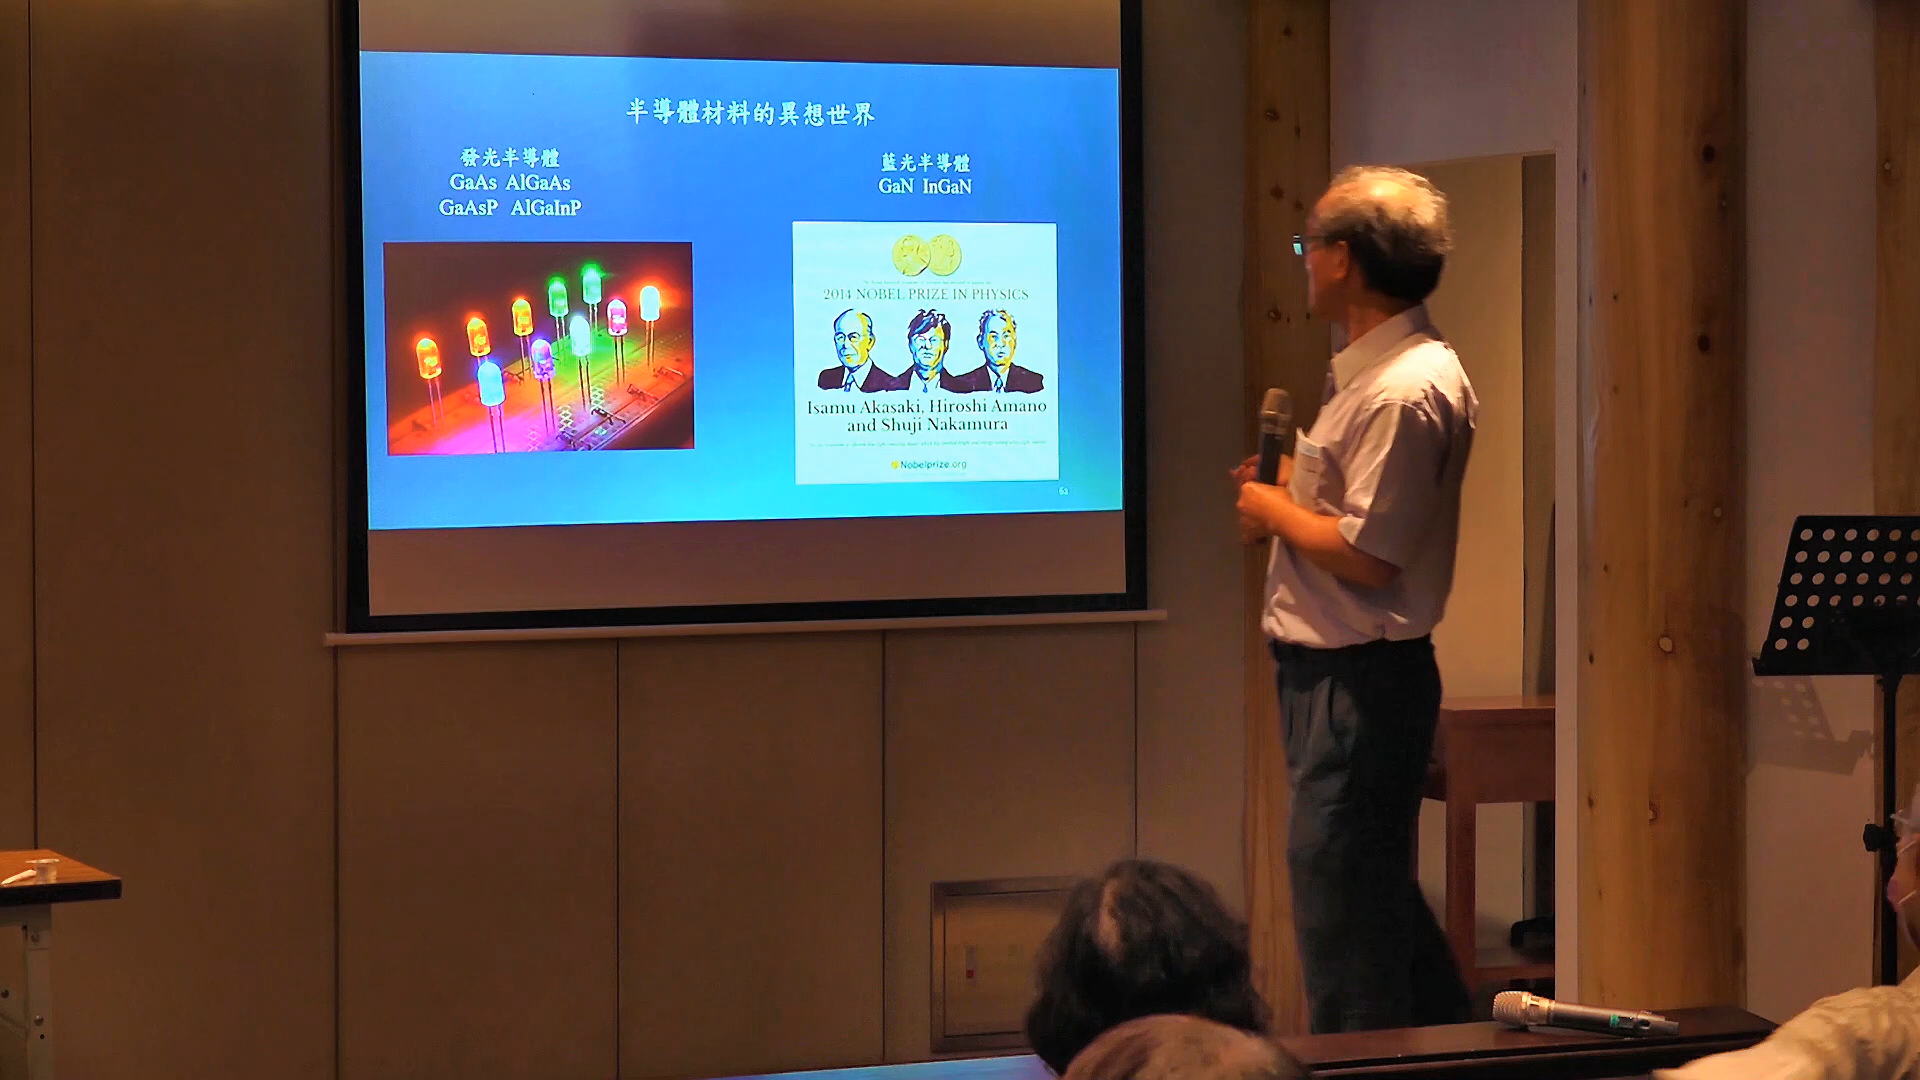 半導體材料的異想世界
發光半導體
GaAs AlGaAs
GaAsP AlGaInP
藍光半導體
GaN InGaN
2014 NOBEL PRIZE IN PHYSICS
Isamu Akasaki, Hiroshi Amano
and Shuji Nakamura
Nobelprize.org
53